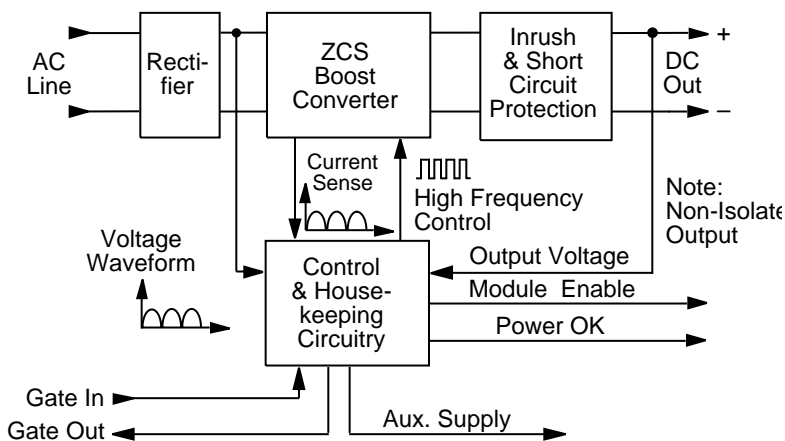 AC
Line
Recti-
fier
ZCS
Boost
Converter
Inrush
& Short
Circuit
Protection
+
DC
Out
–
Current
Sense
High Frequency
Control
Note:
Non-Isolate
Output
Voltage
Waveform
Control
& House-
keeping
Circuitry
Output Voltage
Module Enable
Power OK
Gate In
Gate Out
Aux. Supply